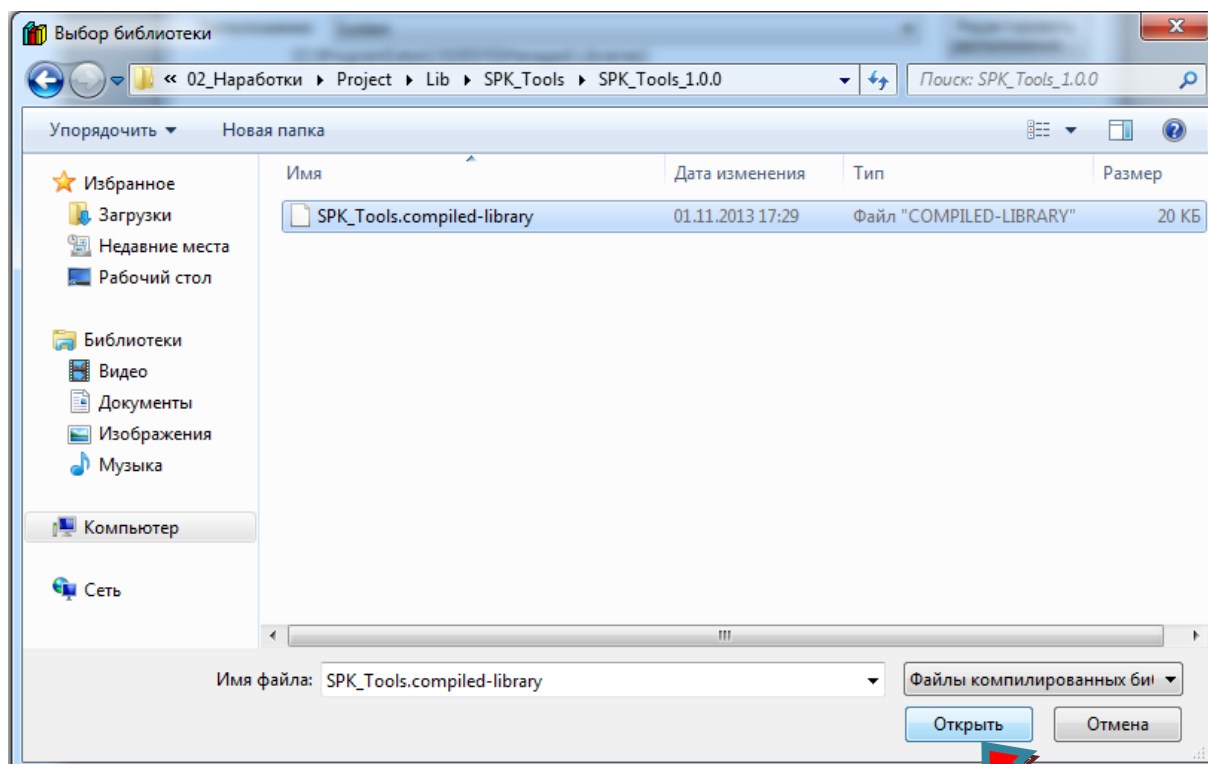 Выбор библиотеки
« 02_Наработки Project Lib SPK_Tools SPK_Tools_1.0.0 Поиск: SPK_Tools_1.0.0
Упорядочить Новая папка
Имя Дата изменения Тип Размер
SPK_Tools.compiled-library 01.11.2013 17:29 Файл "COMPILED-LIBRARY" 20 КБ
Избранное
Загрузки
Недавние места
Рабочий стол
Библиотеки
Видео
Документы
Изображения
Музыка
Компьютер
Сеть
Имя файла: SPK_Tools.compiled-library Файлы компилированных би
Открыть Отмена